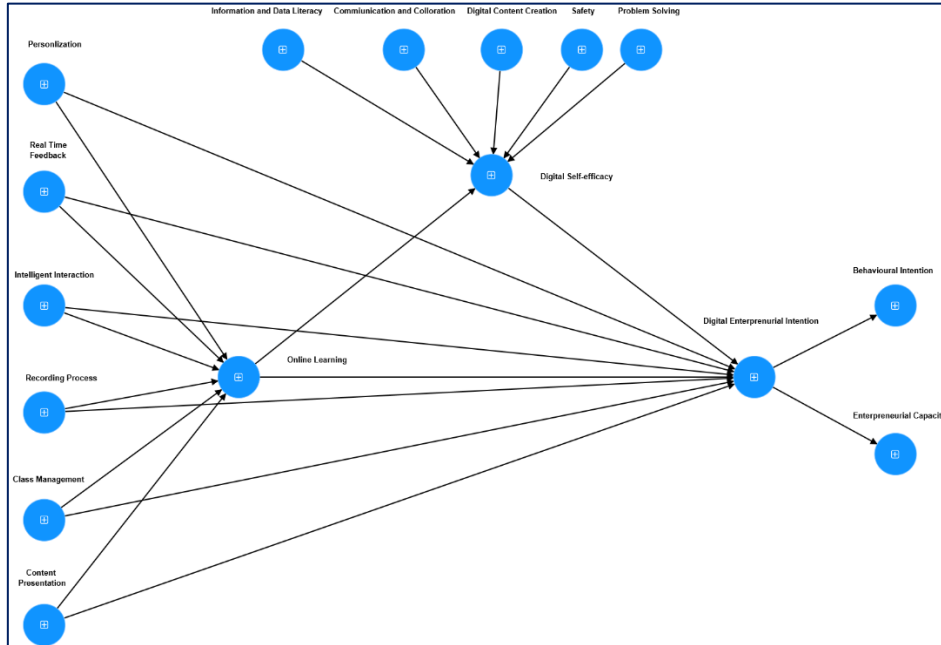 Information and Data Literacy
Commiunication and Colloration
Digital Content Creation
Safety
Problem Solving
Personlization
Real Time
Feedback
Digital Self-efficacy
Intelligent Interaction
Behavioural Intention
Digital Enterprenurial Intention
Online Learning
Recording Process
Enterpreneurial Capacit
Class Management
Content
Presentation